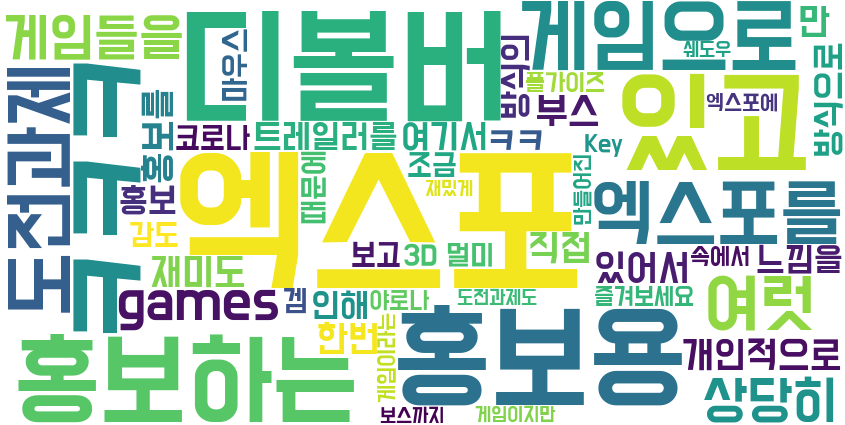 게임들을
디볼버
게임으로
만
마우스
쉐도우
방식의
플가이즈
있고
방식으로
도전과제
ㅋㅋㅋ
홍보를
부스
엑스포에
코로나
트레일러를
여기서
ㅋㅋ
Key
엑스포
때문에
조금
재밌게
만들어진
엑스포를
홍보
감도
보고
3D 멀미
직접
있어서
속에서
느낌을
재미도
games
겜
인해
야로나
도전과제도
즐겨보세요
여럿
한번
게임이라는
홍보용
홍보하는
개인적으로
상당히
보스까지
게임이지만